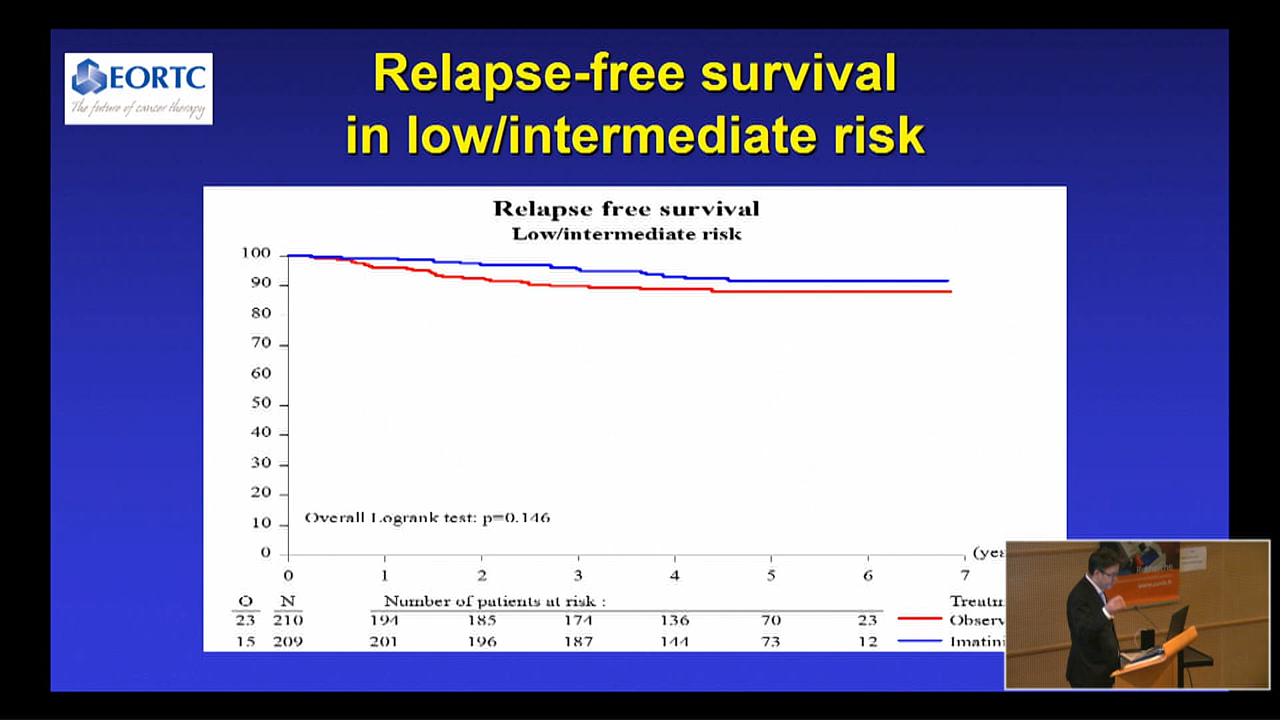 EORTC
The future of cancer therapy
Relapse-free survival
in low/intermediate risk
Relapse free survival
Low/intermediate risk
100
90
80
70
60
50
40
30
20
10
0
Overall Logrank test: p=0.146
(yea
0 1 2 3 4 5 6 7
O N Number of patients at risk : Treatm
23 210 194 185 174 136 70 23 Observ
15 209 201 196 187 144 73 12 Imatini
Recherche